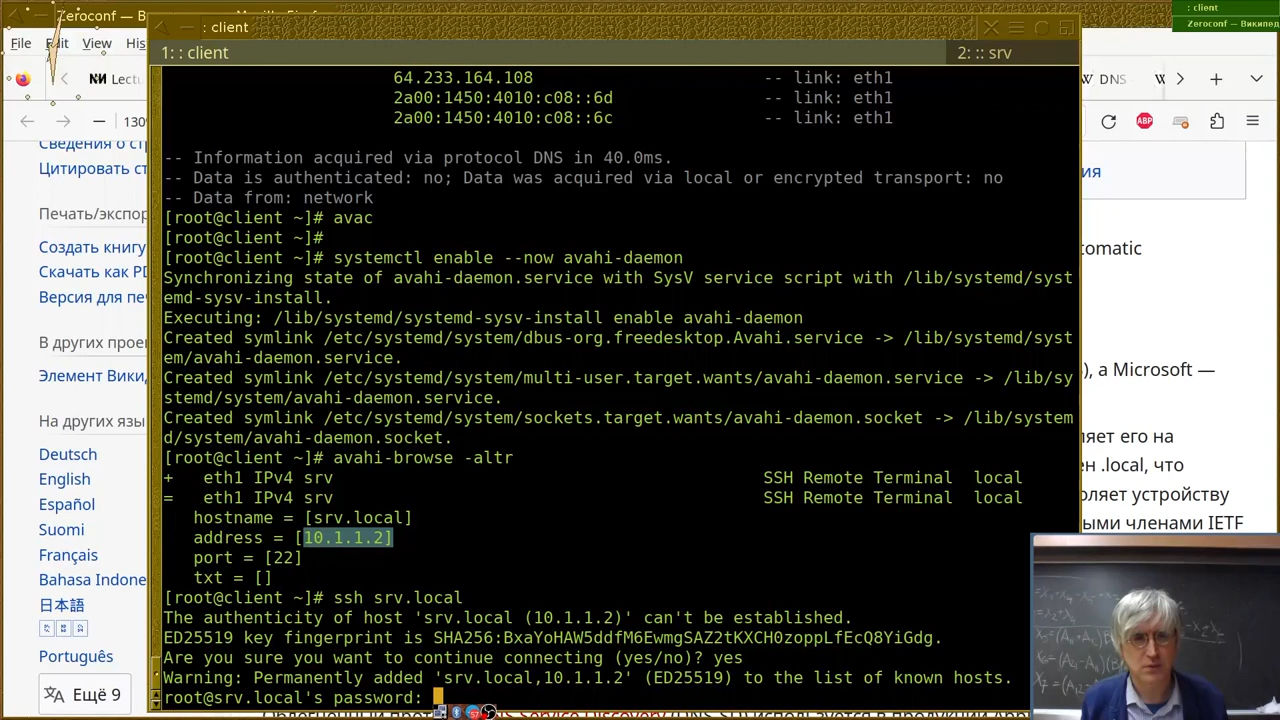 Zeroconf — В
: client
: client
Zeroconf — Википед
File Edit View His
1: : client
2: :: srv
Lectu
DNS
130%
64.233.164.108 -- link: eth1
2a00:1450:4010:c08::6d -- link: eth1
2a00:1450:4010:c08::6c -- link: eth1
-- Information acquired via protocol DNS in 40.0ms.
-- Data is authenticated: no; Data was acquired via local or encrypted transport: no
-- Data from: network
[root@client ~]# avac
[root@client ~]#
[root@client ~]# systemctl enable --now avahi-daemon
Synchronizing state of avahi-daemon.service with SysV service script with /lib/systemd/syst
emd-sysv-install.
Executing: /lib/systemd/systemd-sysv-install enable avahi-daemon
Created symlink /etc/systemd/system/dbus-org.freedesktop.Avahi.service -> /lib/systemd/syst
em/avahi-daemon.service.
Created symlink /etc/systemd/system/multi-user.target.wants/avahi-daemon.service -> /lib/sy
stemd/system/avahi-daemon.service.
Created symlink /etc/systemd/system/sockets.target.wants/avahi-daemon.socket -> /lib/system
d/system/avahi-daemon.socket.
[root@client ~]# avahi-browse -altr
+ eth1 IPv4 srv SSH Remote Terminal local
= eth1 IPv4 srv SSH Remote Terminal local
hostname = [srv.local]
address = [10.1.1.2]
port = [22]
txt = []
[root@client ~]# ssh srv.local
The authenticity of host 'srv.local (10.1.1.2)' can't be established.
ED25519 key fingerprint is SHA256:BxaYoHAW5ddfM6EwmgSAZ2tKXCH0zoppLfEcQ8YiGdg.
Are you sure you want to continue connecting (yes/no)? yes
Warning: Permanently added 'srv.local,10.1.1.2' (ED25519) to the list of known hosts.
root@srv.local's password:
Сведения о ст
Цитировать ст
Печать/экспор
Создать книгу
Скачать как PD
Версия для печ
В других прое
Элемент Вики,
На других язы
Deutsch
English
Español
Suomi
Français
Bahasa Indone
日本語
Português
Ещё 9
ия
omatic
), а Microsoft —
ляет его на
ен .local, что
оляет устройству
ыми членами IETF